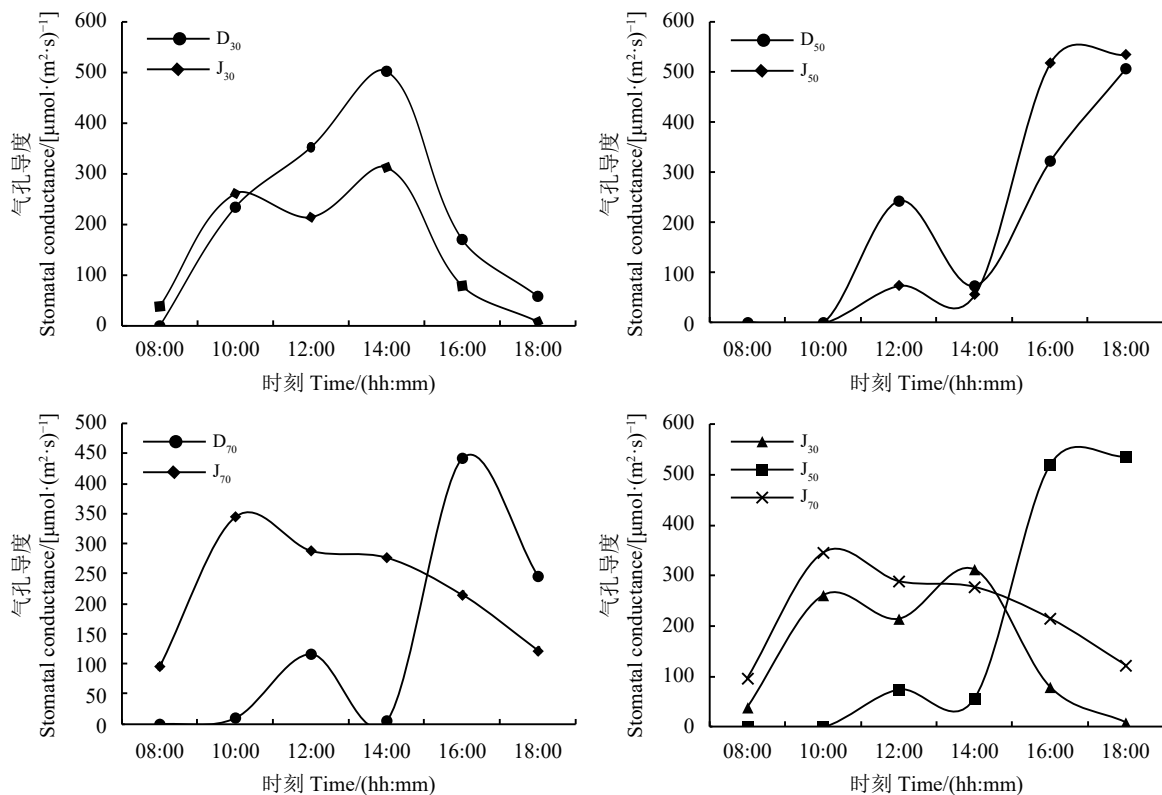 600
500
400
300
200
100
0
气孔导度
Stomatal conductance/[μmol·(m²·s)⁻¹]
D₃₀
J₃₀
08:00 10:00 12:00 14:00 16:00 18:00
时刻 Time/(hh:mm)
600
500
400
300
200
100
0
气孔导度
Stomatal conductance/[μmol·(m²·s)⁻¹]
D₅₀
J₅₀
08:00 10:00 12:00 14:00 16:00 18:00
时刻 Time/(hh:mm)
500
450
400
350
300
250
200
150
100
50
0
气孔导度
Stomatal conductance/[μmol·(m²·s)⁻¹]
D₇₀
J₇₀
08:00 10:00 12:00 14:00 16:00 18:00
时刻 Time/(hh:mm)
600
500
400
300
200
100
0
气孔导度
Stomatal conductance/[μmol·(m²·s)⁻¹]
J₃₀
J₅₀
J₇₀
08:00 10:00 12:00 14:00 16:00 18:00
时刻 Time/(hh:mm)